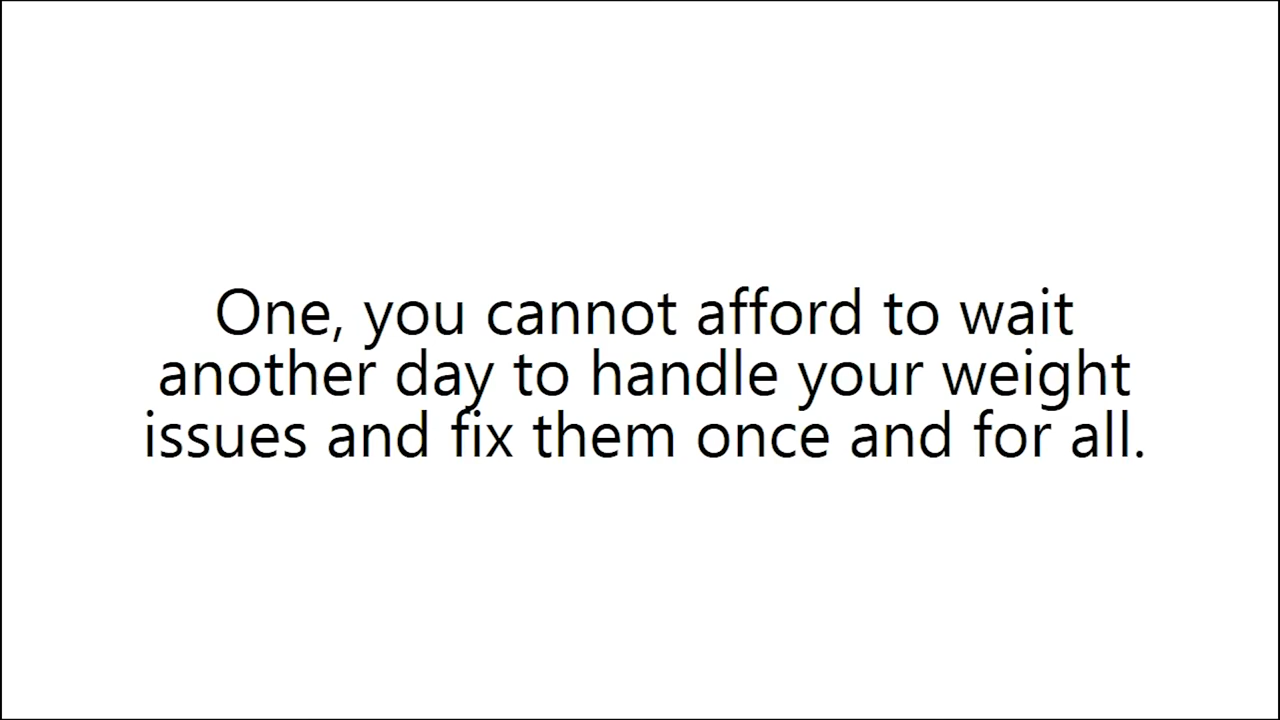 One, you cannot afford to wait
another day to handle your weight
issues and fix them once and for all.